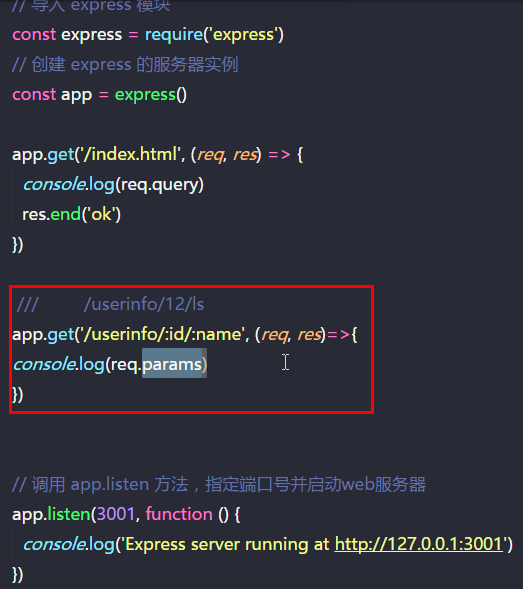 // 导入 express 模块
const express = require('express')
// 创建 express 的服务器实例
const app = express()
app.get('/index.html', (req, res) => {
console.log(req.query)
res.end('ok')
})
/// /userinfo/12/ls
app.get('/userinfo/:id/:name', (req, res)=>{
console.log(req.params)
})
// 调用 app.listen 方法，指定端口号并启动web服务器
app.listen(3001, function () {
console.log('Express server running at http://127.0.0.1:3001')
})